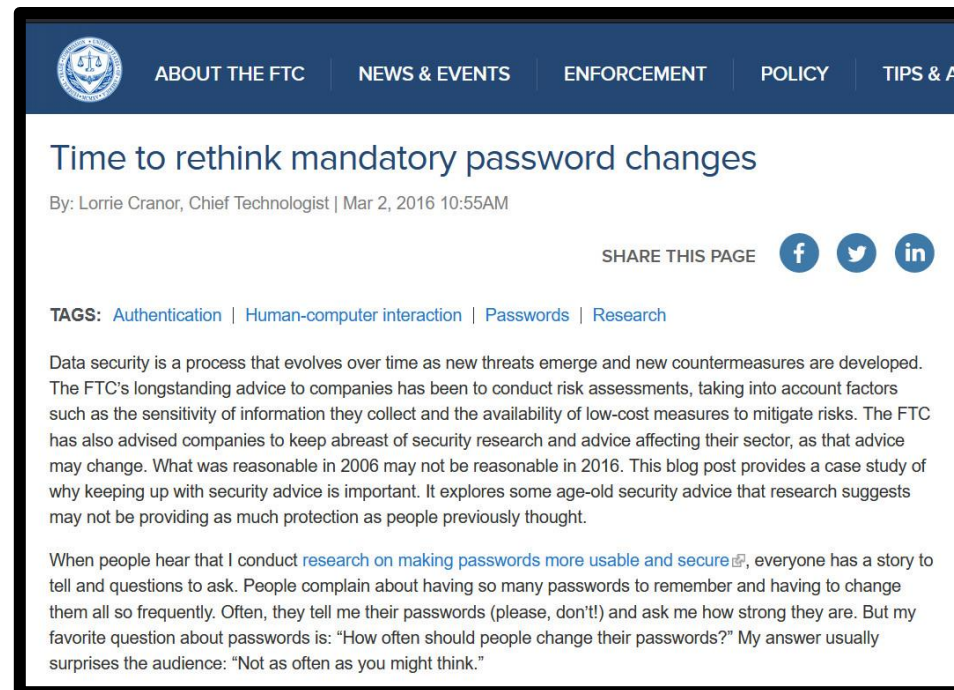 ABOUT THE FTC NEWS & EVENTS ENFORCEMENT POLICY TIPS & A
Time to rethink mandatory password changes
By: Lorrie Cranor, Chief Technologist | Mar 2, 2016 10:55AM
SHARE THIS PAGE f in
TAGS: Authentication | Human-computer interaction | Passwords | Research
Data security is a process that evolves over time as new threats emerge and new countermeasures are developed.
The FTC's longstanding advice to companies has been to conduct risk assessments, taking into account factors
such as the sensitivity of information they collect and the availability of low-cost measures to mitigate risks. The FTC
has also advised companies to keep abreast of security research and advice affecting their sector, as that advice
may change. What was reasonable in 2006 may not be reasonable in 2016. This blog post provides a case study of
why keeping up with security advice is important. It explores some age-old security advice that research suggests
may not be providing as much protection as people previously thought.
When people hear that I conduct research on making passwords more usable and secure, everyone has a story to
tell and questions to ask. People complain about having so many passwords to remember and having to change
them all so frequently. Often, they tell me their passwords (please, don't!) and ask me how strong they are. But my
favorite question about passwords is: “How often should people change their passwords?” My answer usually
surprises the audience: “Not as often as you might think.”